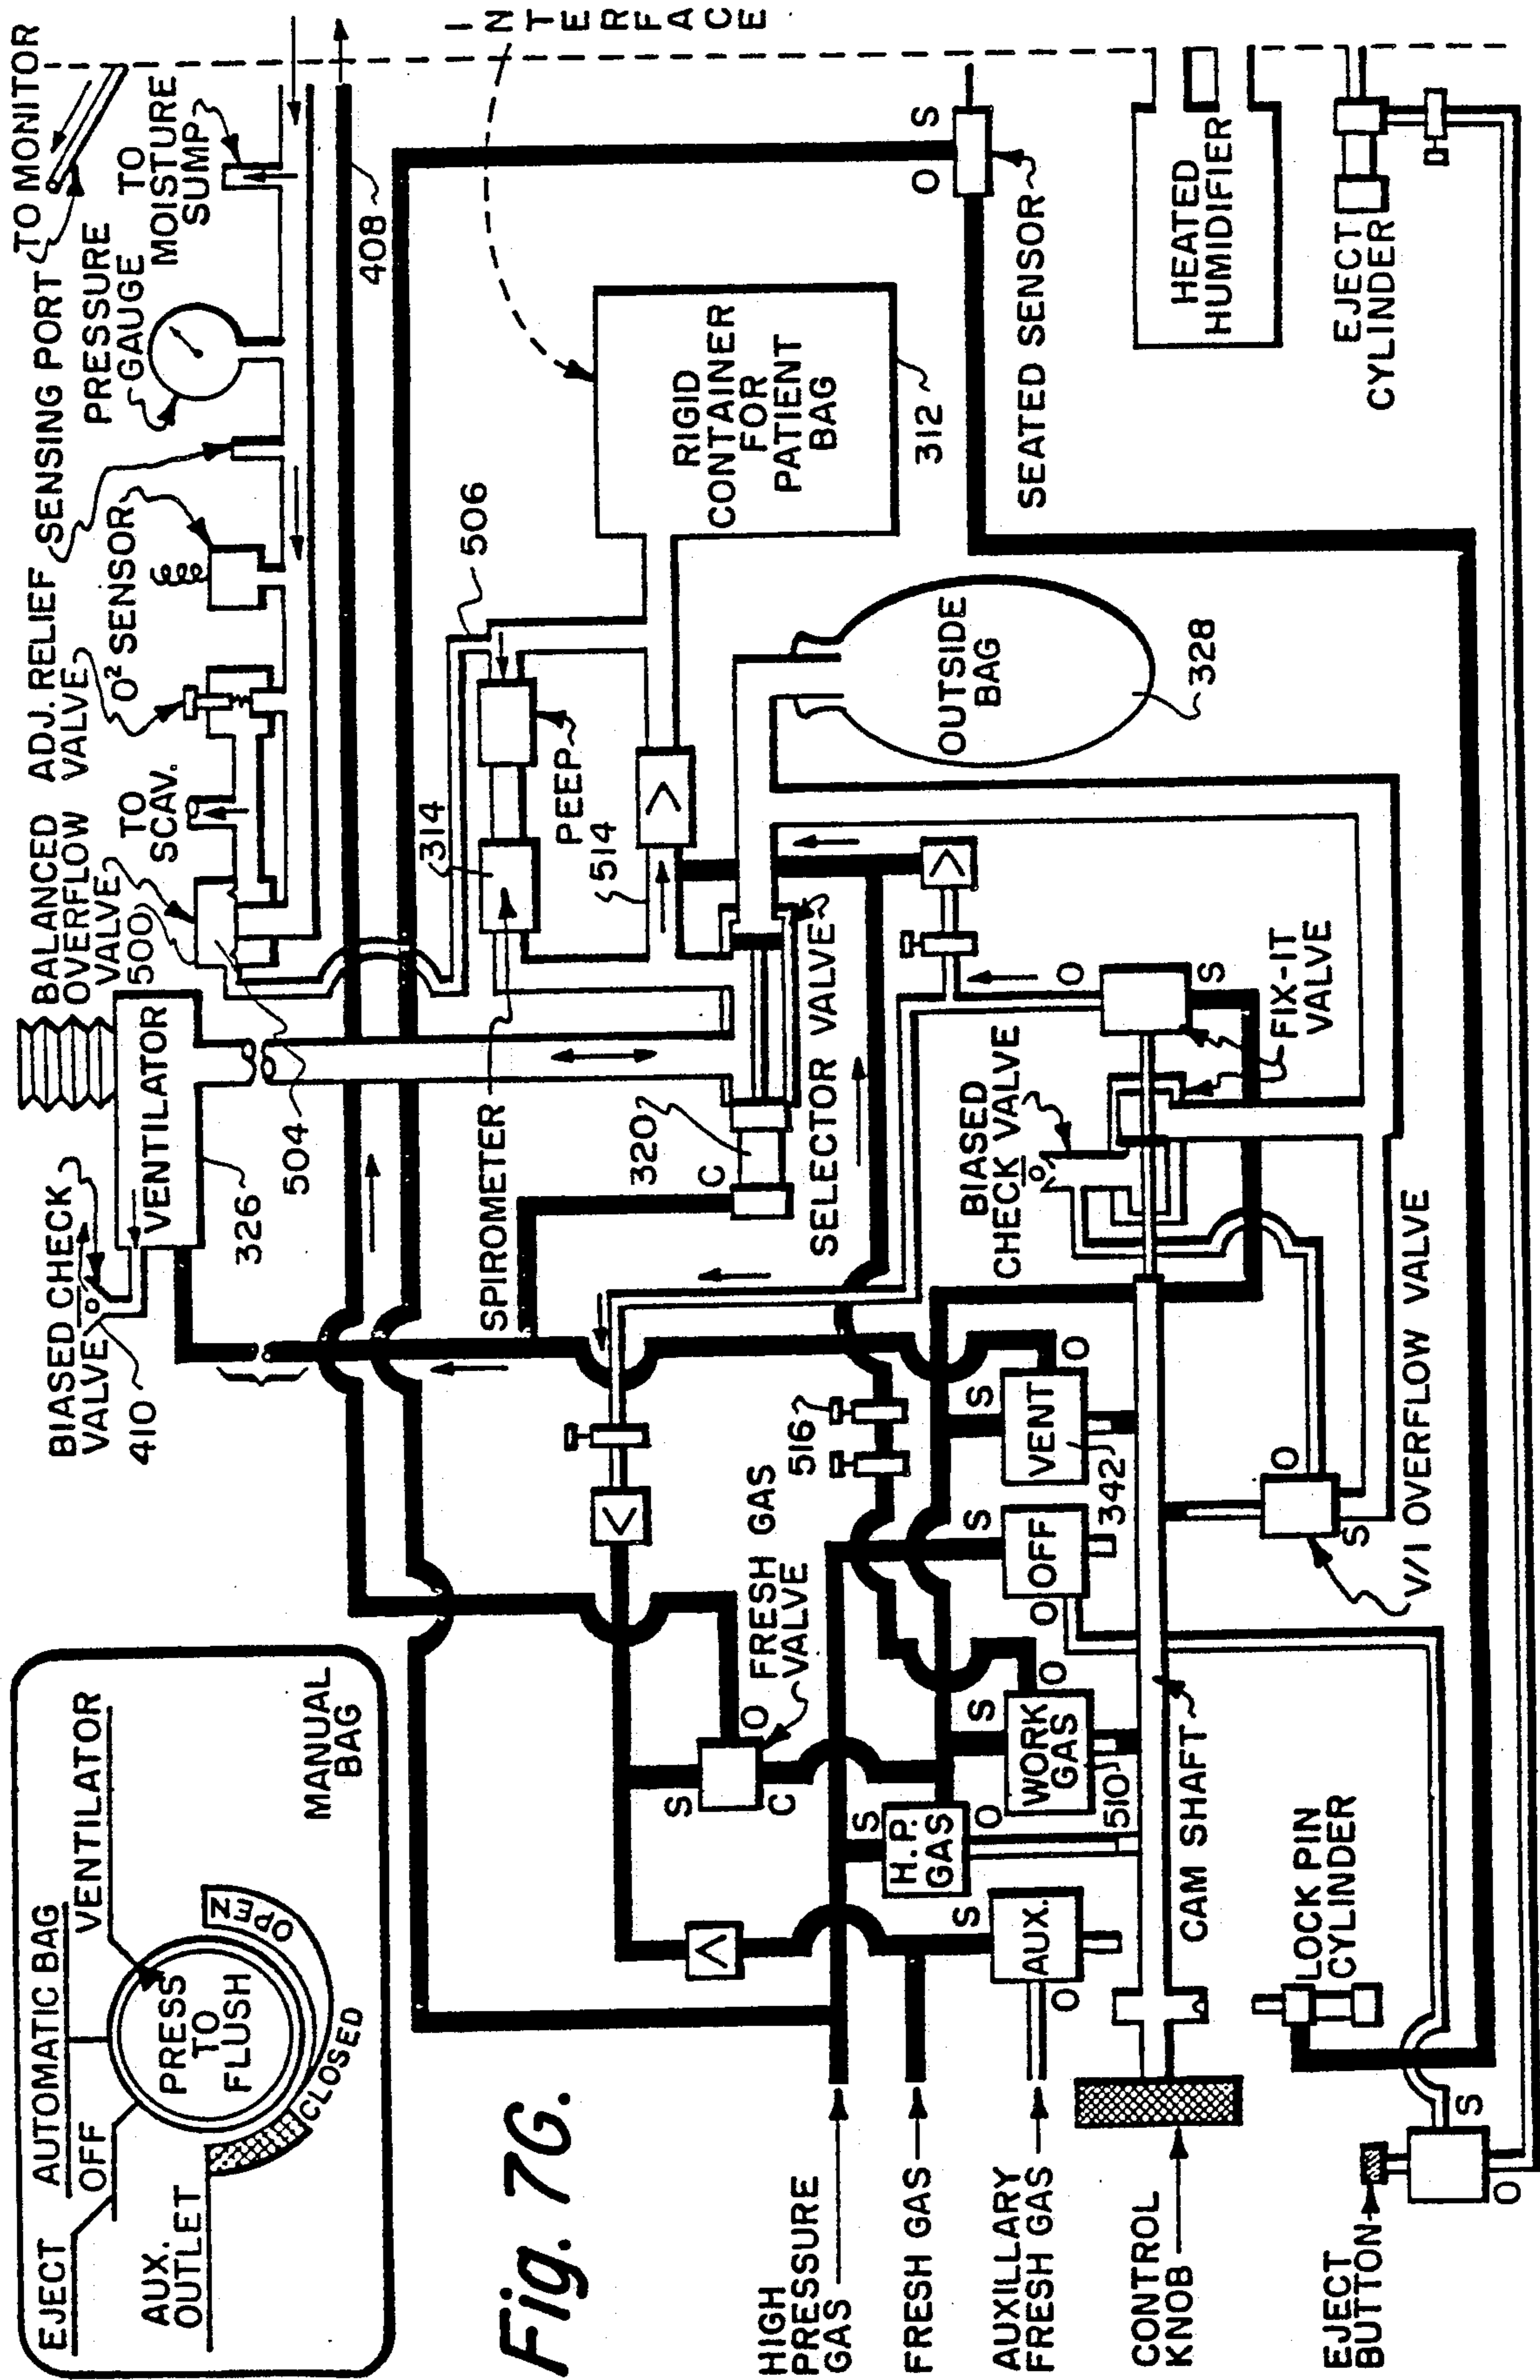 EJECT
AUTOMATIC BAG
OFF
VENTILATOR
AUX.
OUTLET
PRESS
TO
FLUSH
OPEN
CLOSED
MANUAL
BAG
Fig. 7G.
BIASED CHECK
VALVE
410
VENTILATOR
326
504
BALANCED
OVERFLOW
VALVE
500
TO
SCAV.
ADJ. RELIEF
VALVE
O² SENSOR
SENSING PORT
PRESSURE
GAUGE
TO MONITOR
TO
MOISTURE
SUMP
408
INTERFACE
SPIROMETER
314
PEEP
506
514
320
C
SELECTOR VALVE
RIGID
CONTAINER
FOR
PATIENT
BAG
312
OUTSIDE
BAG
328
O
S
SEATED SENSOR
HEATED
HUMIDIFIER
EJECT
CYLINDER
HIGH
PRESSURE
GAS
FRESH GAS
AUXILLARY
FRESH GAS
CONTROL
KNOB
EJECT
BUTTON
S
O
S
O
C
FRESH GAS
VALVE
S
H.P.
GAS
O
S
AUX.
O
S
WORK
GAS
O
510
S
OFF
O
342
S
VENT
O
516
CAM SHAFT
LOCK PIN
CYLINDER
BIASED
CHECK VALVE
O
S
FIX-IT
VALVE
O
S
V/I OVERFLOW VALVE